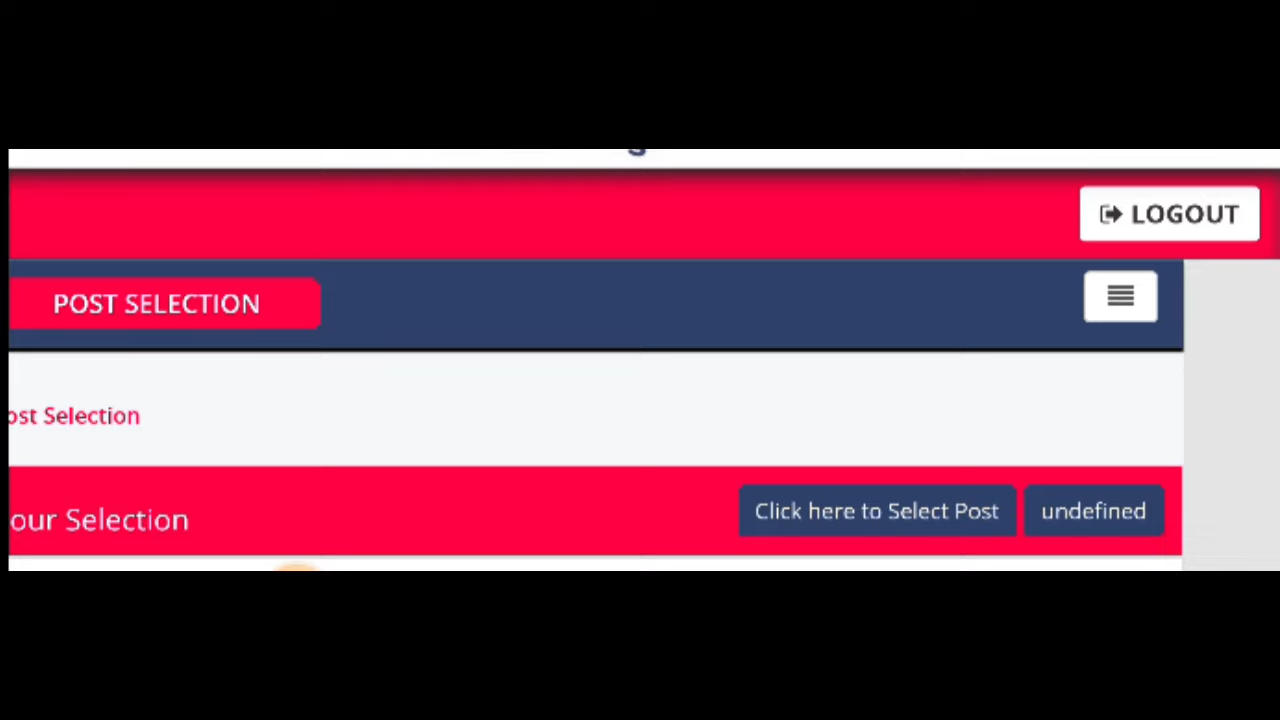 LOGOUT
POST SELECTION
ost Selection
our Selection
Click here to Select Post
undefined